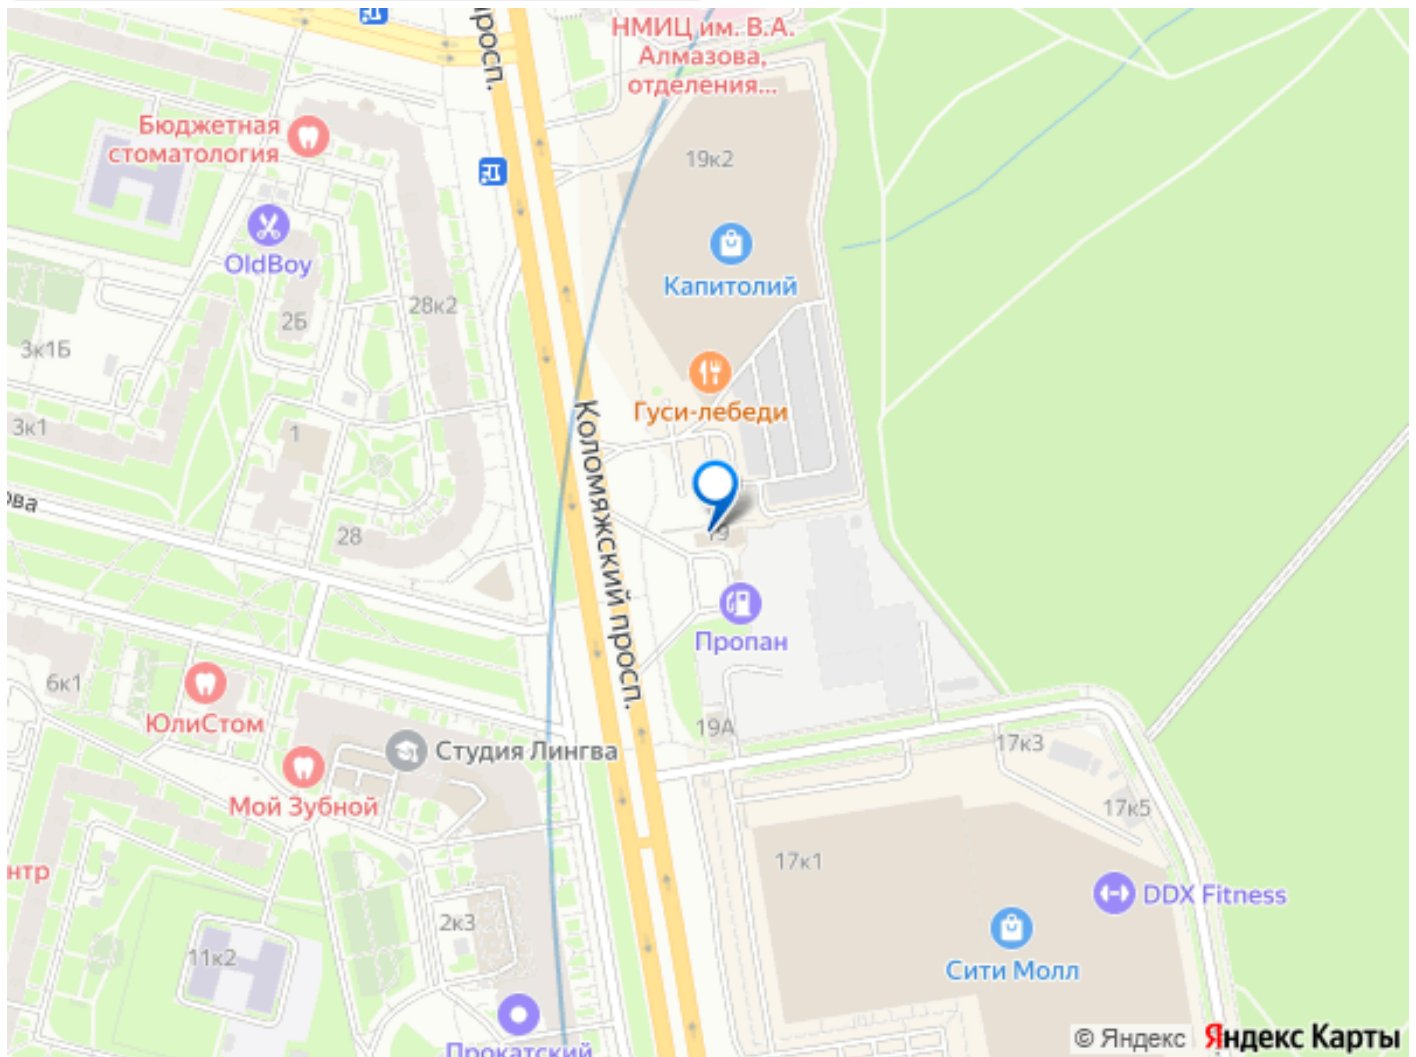 просп.
НМИЦ им. В.А.
Алмазова,
отделения...
Бюджетная
стоматология
19к2
OldBoy
Капитолий
28к2
2Б
3к1Б
Гуси-лебеди
3к1
1
Коломяжский просп.
ова
28
19
Пропан
6к1
ЮлиСтом
19А
17к3
Студия Лингва
Мой Зубной
17к5
17к1
нтр
DDX Fitness
2к3
11к2
Сити Молл
Прокатский
© Яндекс
Яндекс Карты